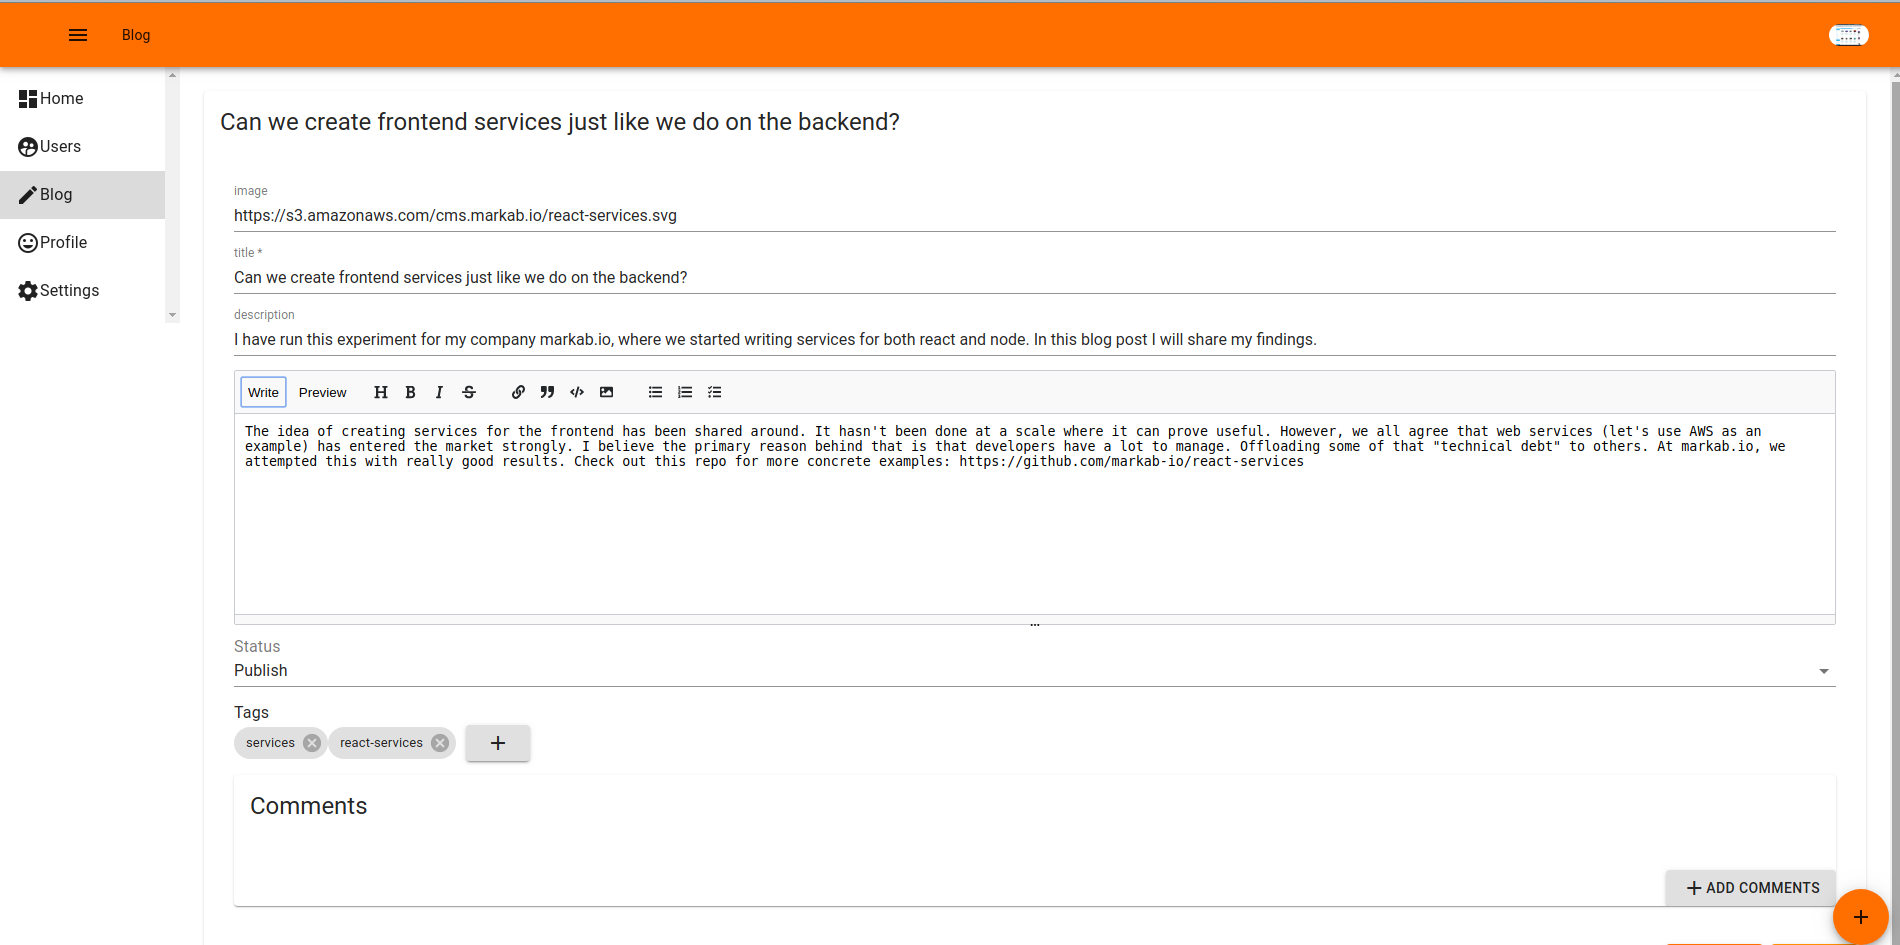 Blog
Home
Users
Blog
Profile
Settings
Can we create frontend services just like we do on the backend?
image
https://s3.amazonaws.com/cms.markab.io/react-services.svg
title *
Can we create frontend services just like we do on the backend?
description
I have run this experiment for my company markab.io, where we started writing services for both react and node. In this blog post I will share my findings.
Write Preview
The idea of creating services for the frontend has been shared around. It hasn't been done at a scale where it can prove useful. However, we all agree that web services (let's use AWS as an
example) has entered the market strongly. I believe the primary reason behind that is that developers have a lot to manage. Offloading some of that "technical debt" to others. At markab.io, we
attempted this with really good results. Check out this repo for more concrete examples: https://github.com/markab-io/react-services
Status
Publish
Tags
services react-services
Comments
ADD COMMENTS